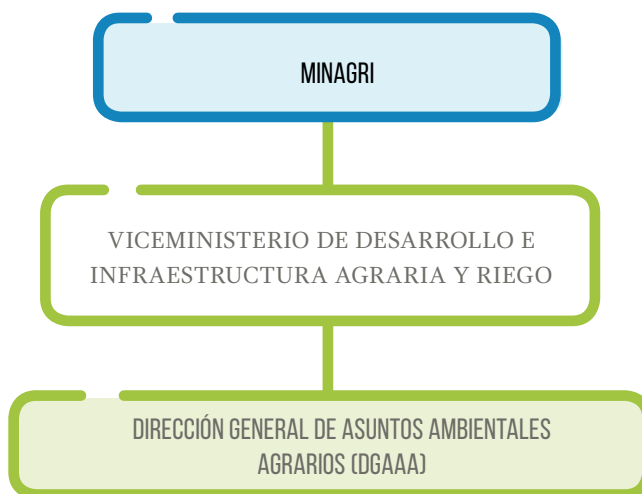 MINAGRI
VICEMINISTERIO DE DESARROLLO E
INFRAESTRUCTURA AGRARIA Y RIEGO
DIRECCIÓN GENERAL DE ASUNTOS AMBIENTALES
AGRARIOS (DGAAA)